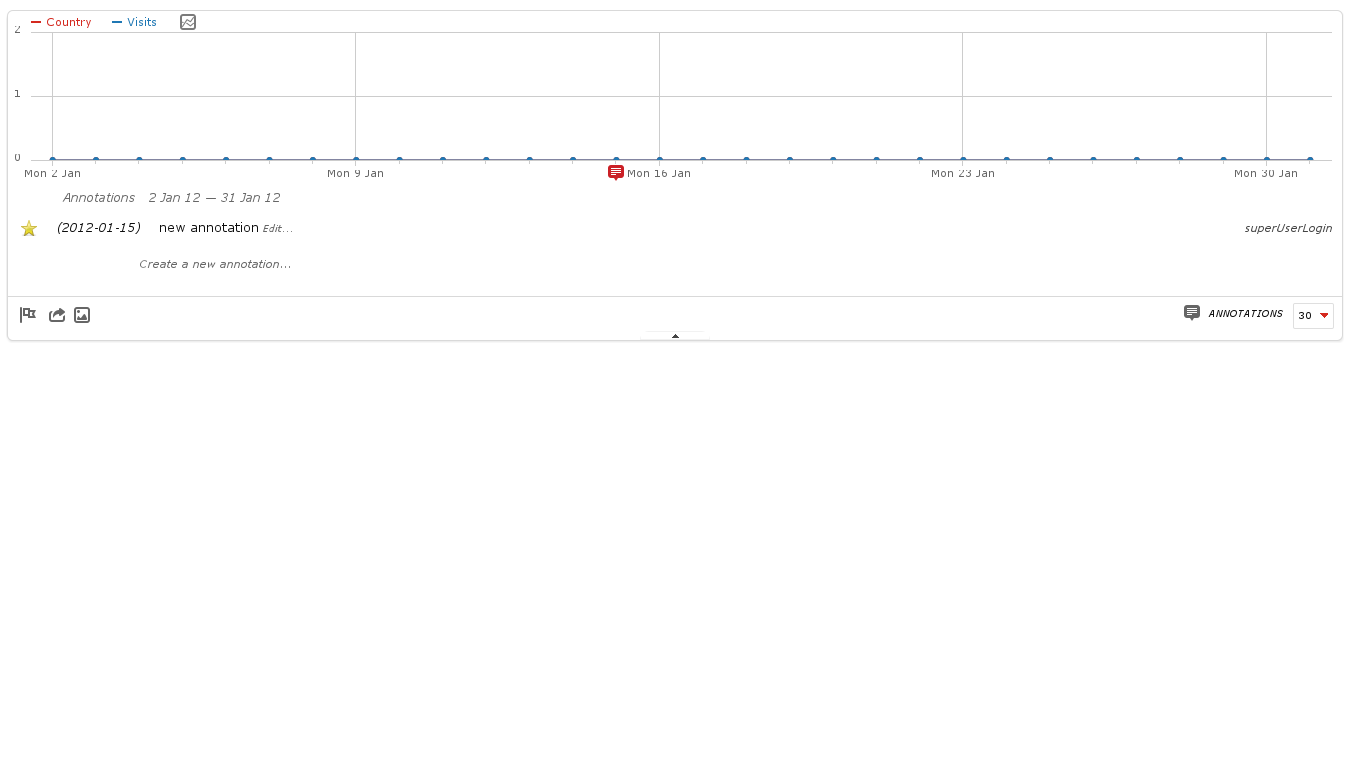 Country Visits
2
1
0
Mon 2 Jan Mon 9 Jan Mon 16 Jan Mon 23 Jan Mon 30 Jan
Annotations 2 Jan 12 — 31 Jan 12
(2012-01-15) new annotation Edit... superUserLogin
Create a new annotation...
ANNOTATIONS 30